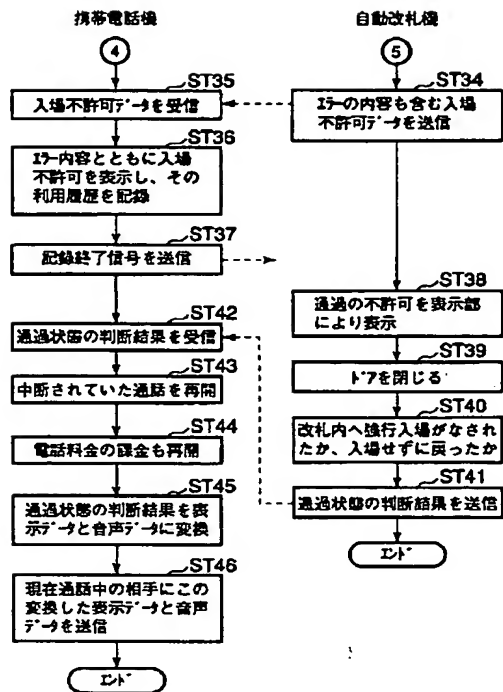 携帯電話機
自動改札機
4
5
ST35
入場不許可データを受信
ST34
エラーの内容も含む入場
不許可データを送信
ST36
エラー内容とともに入場
不許可を表示し、その
利用履歴を記録
ST37
記録終了信号を送信
ST38
通過の不許可を表示部
により表示
ST42
通過状態の判断結果を受信
ST39
ドアを閉じる
ST43
中断されていた通話を再開
ST40
改札内へ強行入場がなされ
たか、入場せずに戻ったか
ST44
電話料金の課金も再開
ST41
通過状態の判断結果を送信
ST45
通過状態の判断結果を表
示データと音声データに変換
エンド
ST46
現在通話中の相手にこの
変換した表示データと音声
データを送信
エンド